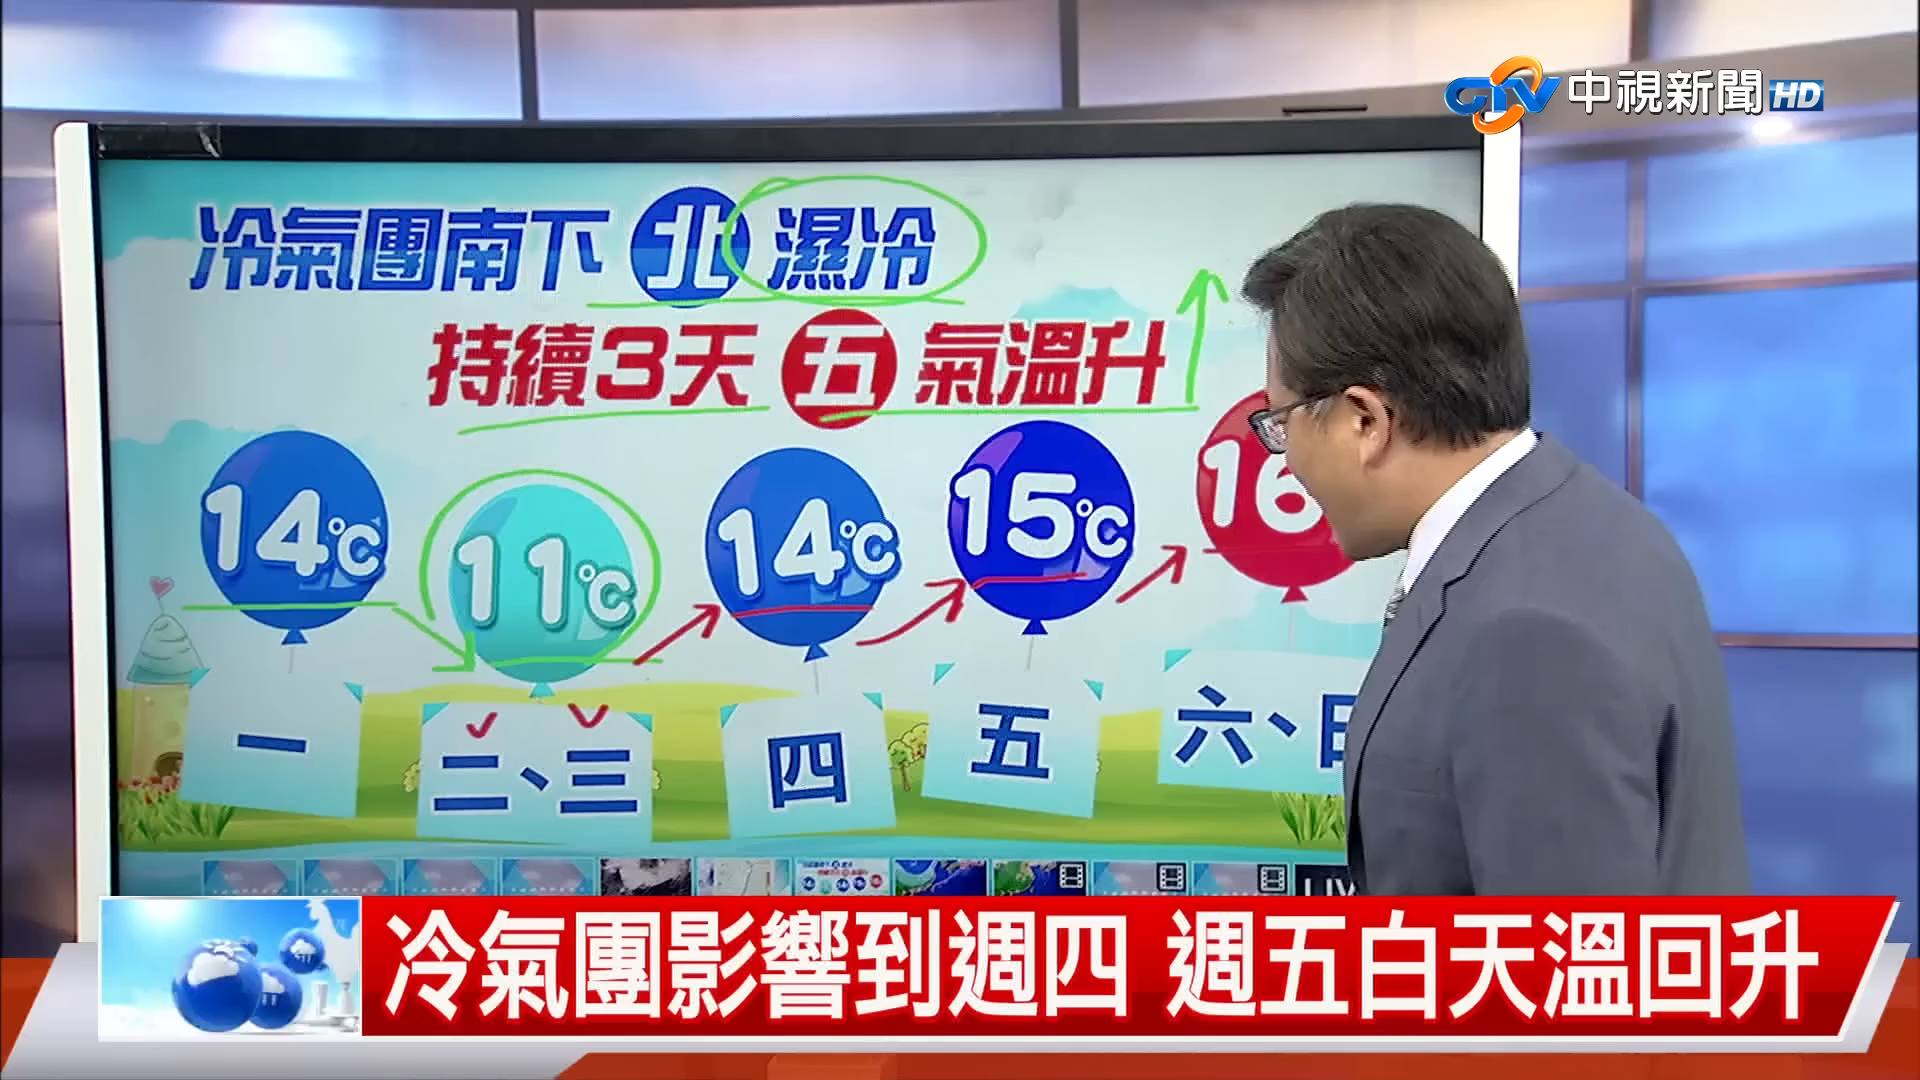 CTV 中視新聞 HD
冷氣團南下 北 濕冷
持續3天 五 氣溫升
14℃ 11℃ 14℃ 15℃ 16
一 二、三 四 五 六、日
冷氣團影響到週四 週五白天溫回升